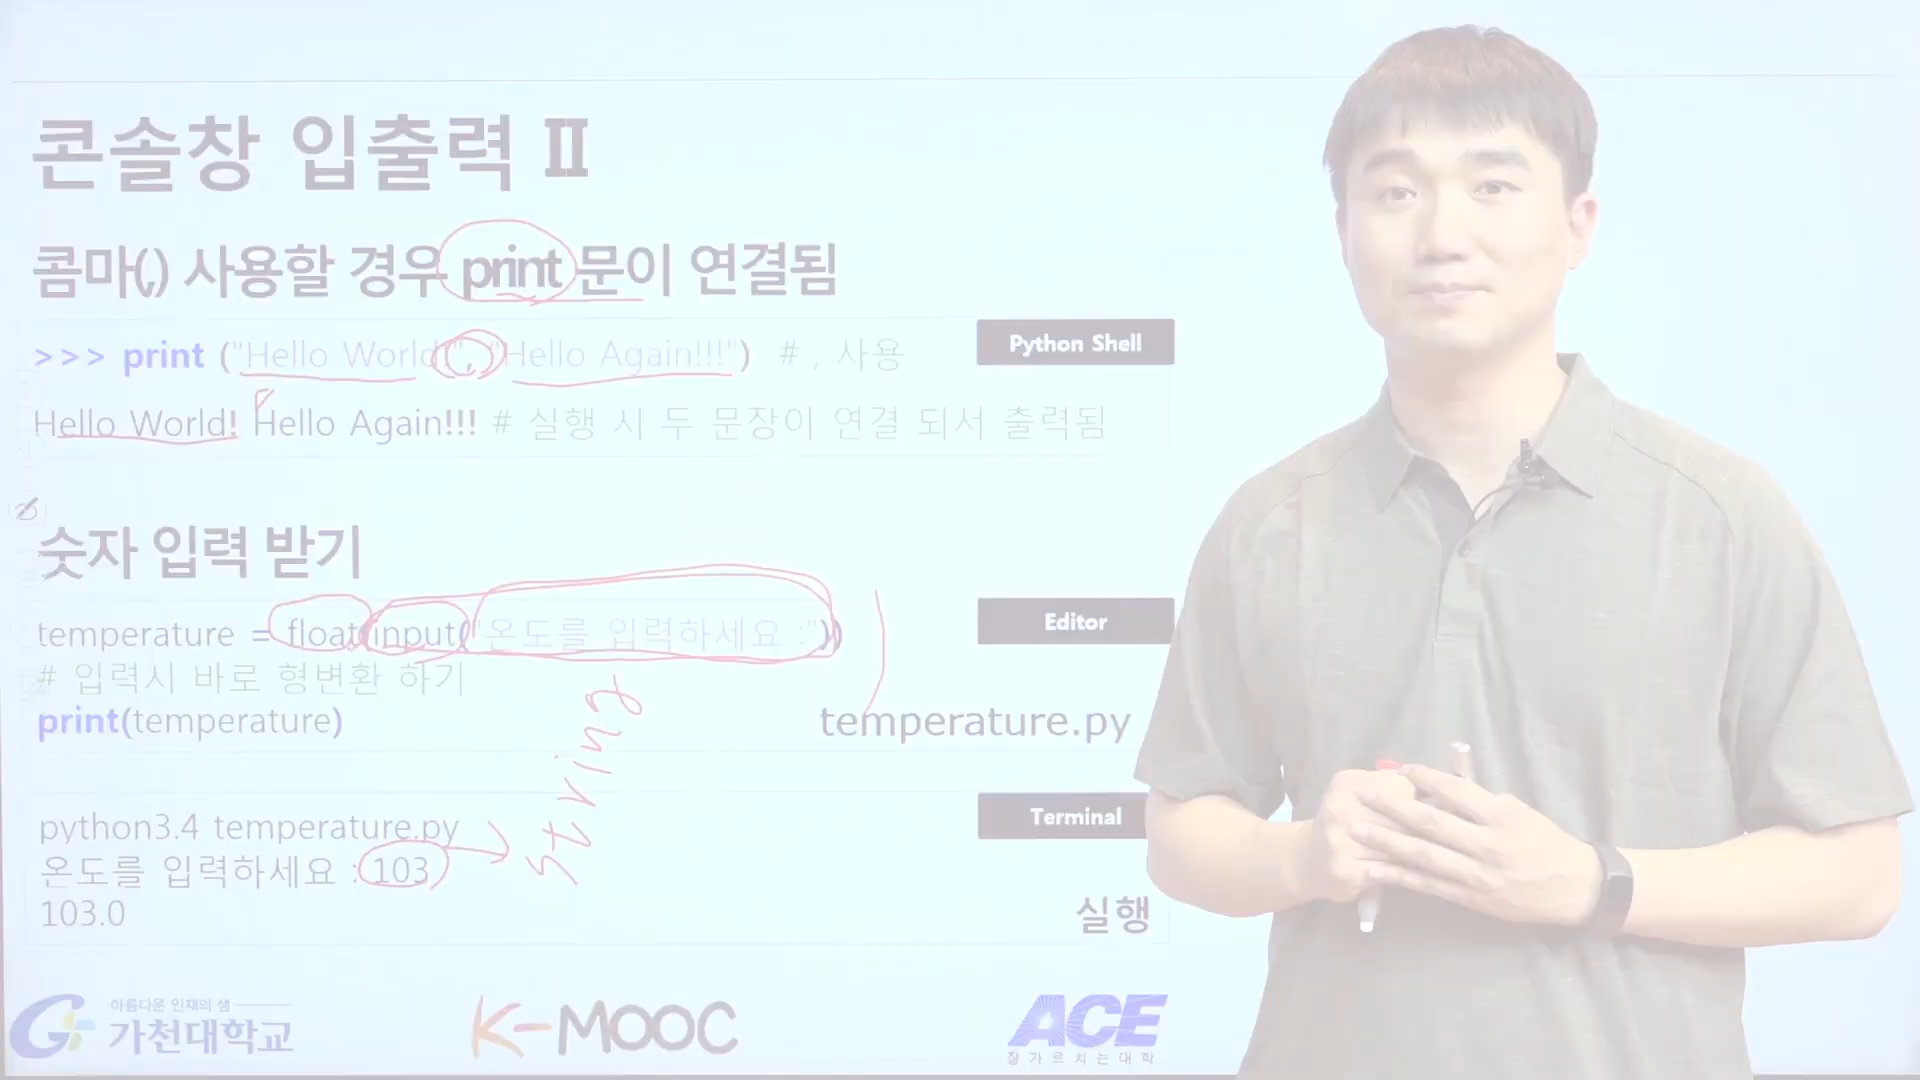 콘솔창 입출력 Ⅱ
콤마(,) 사용할 경우 print 문이 연결됨
>>> print ("Hello World!", "Hello Again!!!") # , 사용
Python Shell
Hello World! Hello Again!!! # 실행 시 두 문장이 연결 되서 출력됨
숫자 입력 받기
temperature = float(input("온도를 입력하세요 :"))
Editor
# 입력시 바로 형변환 하기
print(temperature)
temperature.py
string
python3.4 temperature.py
Terminal
온도를 입력하세요 : 103
103.0
실행
아름다운 인재의 샘
가천대학교
K-MOOC
ACE
잘가르치는대학